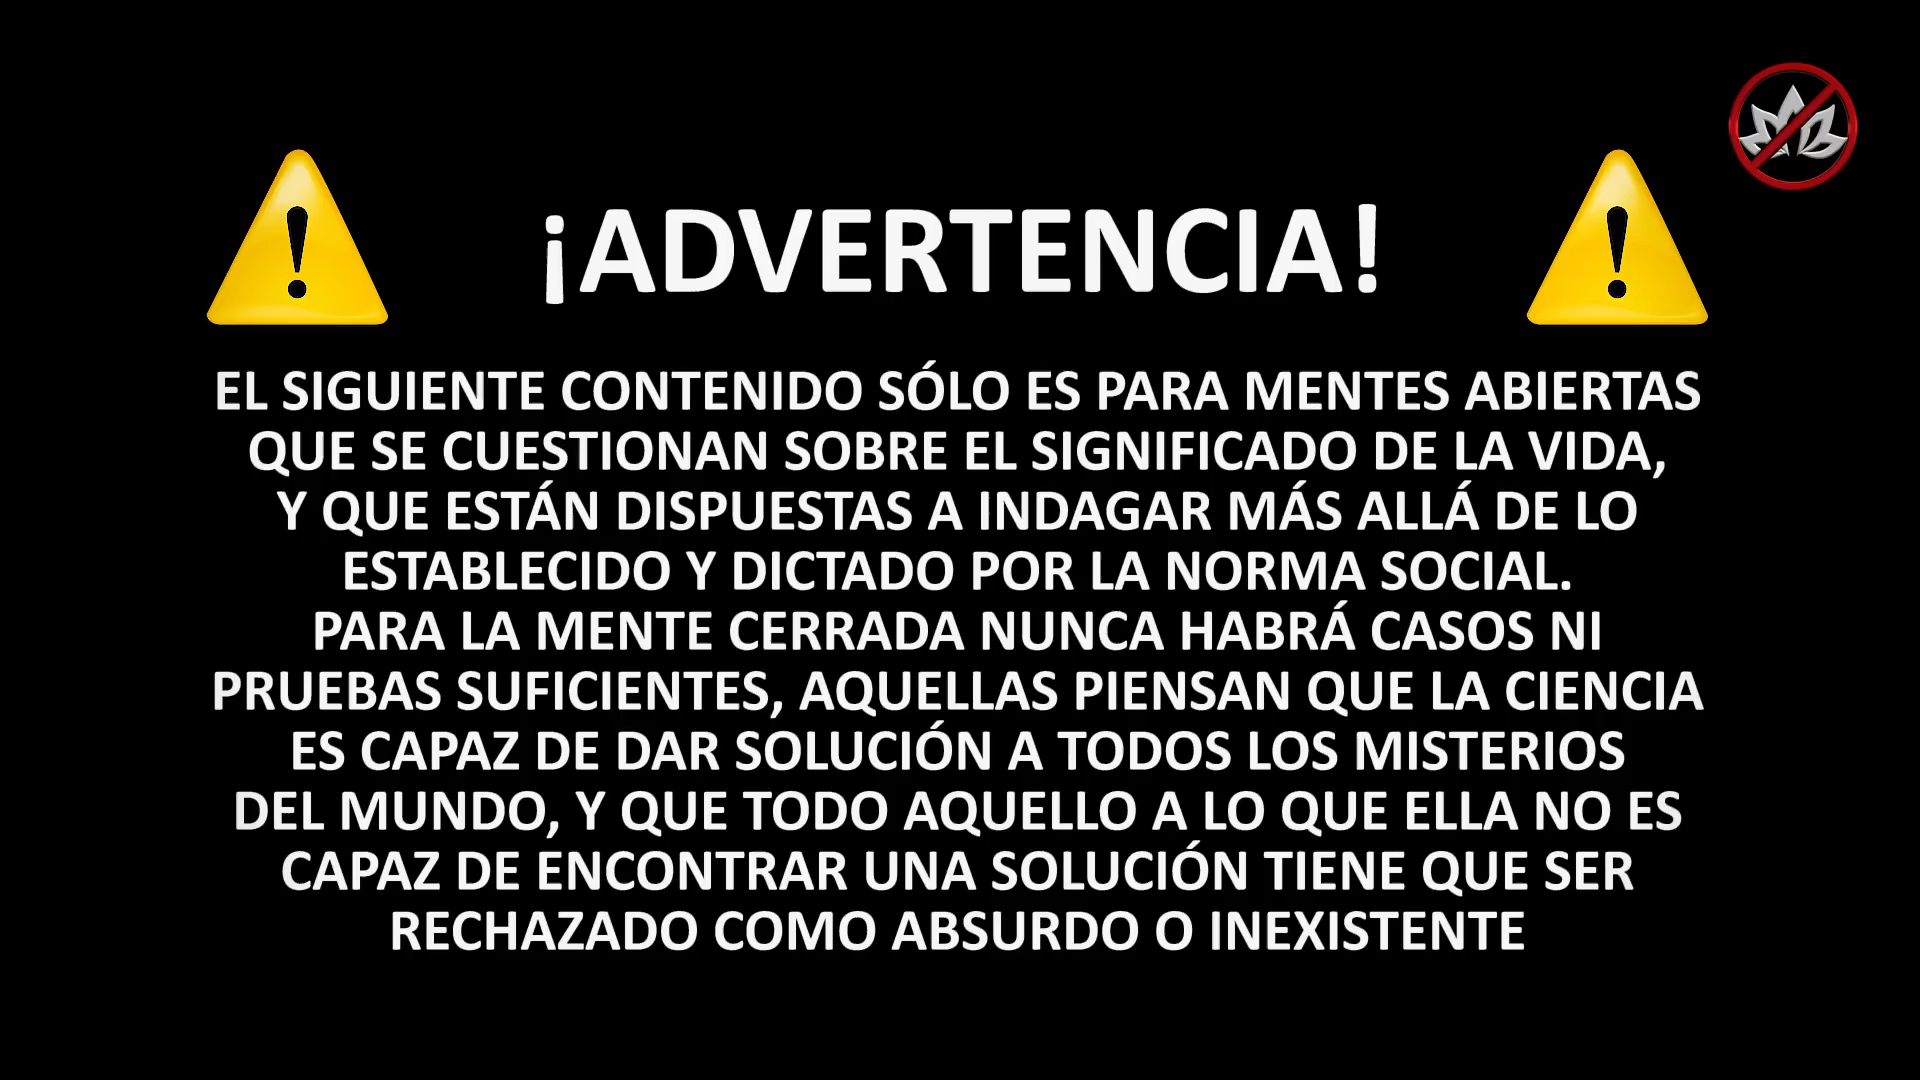 ¡ADVERTENCIA!
EL SIGUIENTE CONTENIDO SÓLO ES PARA MENTES ABIERTAS
QUE SE CUESTIONAN SOBRE EL SIGNIFICADO DE LA VIDA,
Y QUE ESTÁN DISPUESTAS A INDAGAR MÁS ALLÁ DE LO
ESTABLECIDO Y DICTADO POR LA NORMA SOCIAL.
PARA LA MENTE CERRADA NUNCA HABRÁ CASOS NI
PRUEBAS SUFICIENTES, AQUELLAS PIENSAN QUE LA CIENCIA
ES CAPAZ DE DAR SOLUCIÓN A TODOS LOS MISTERIOS
DEL MUNDO, Y QUE TODO AQUELLO A LO QUE ELLA NO ES
CAPAZ DE ENCONTRAR UNA SOLUCIÓN TIENE QUE SER
RECHAZADO COMO ABSURDO O INEXISTENTE